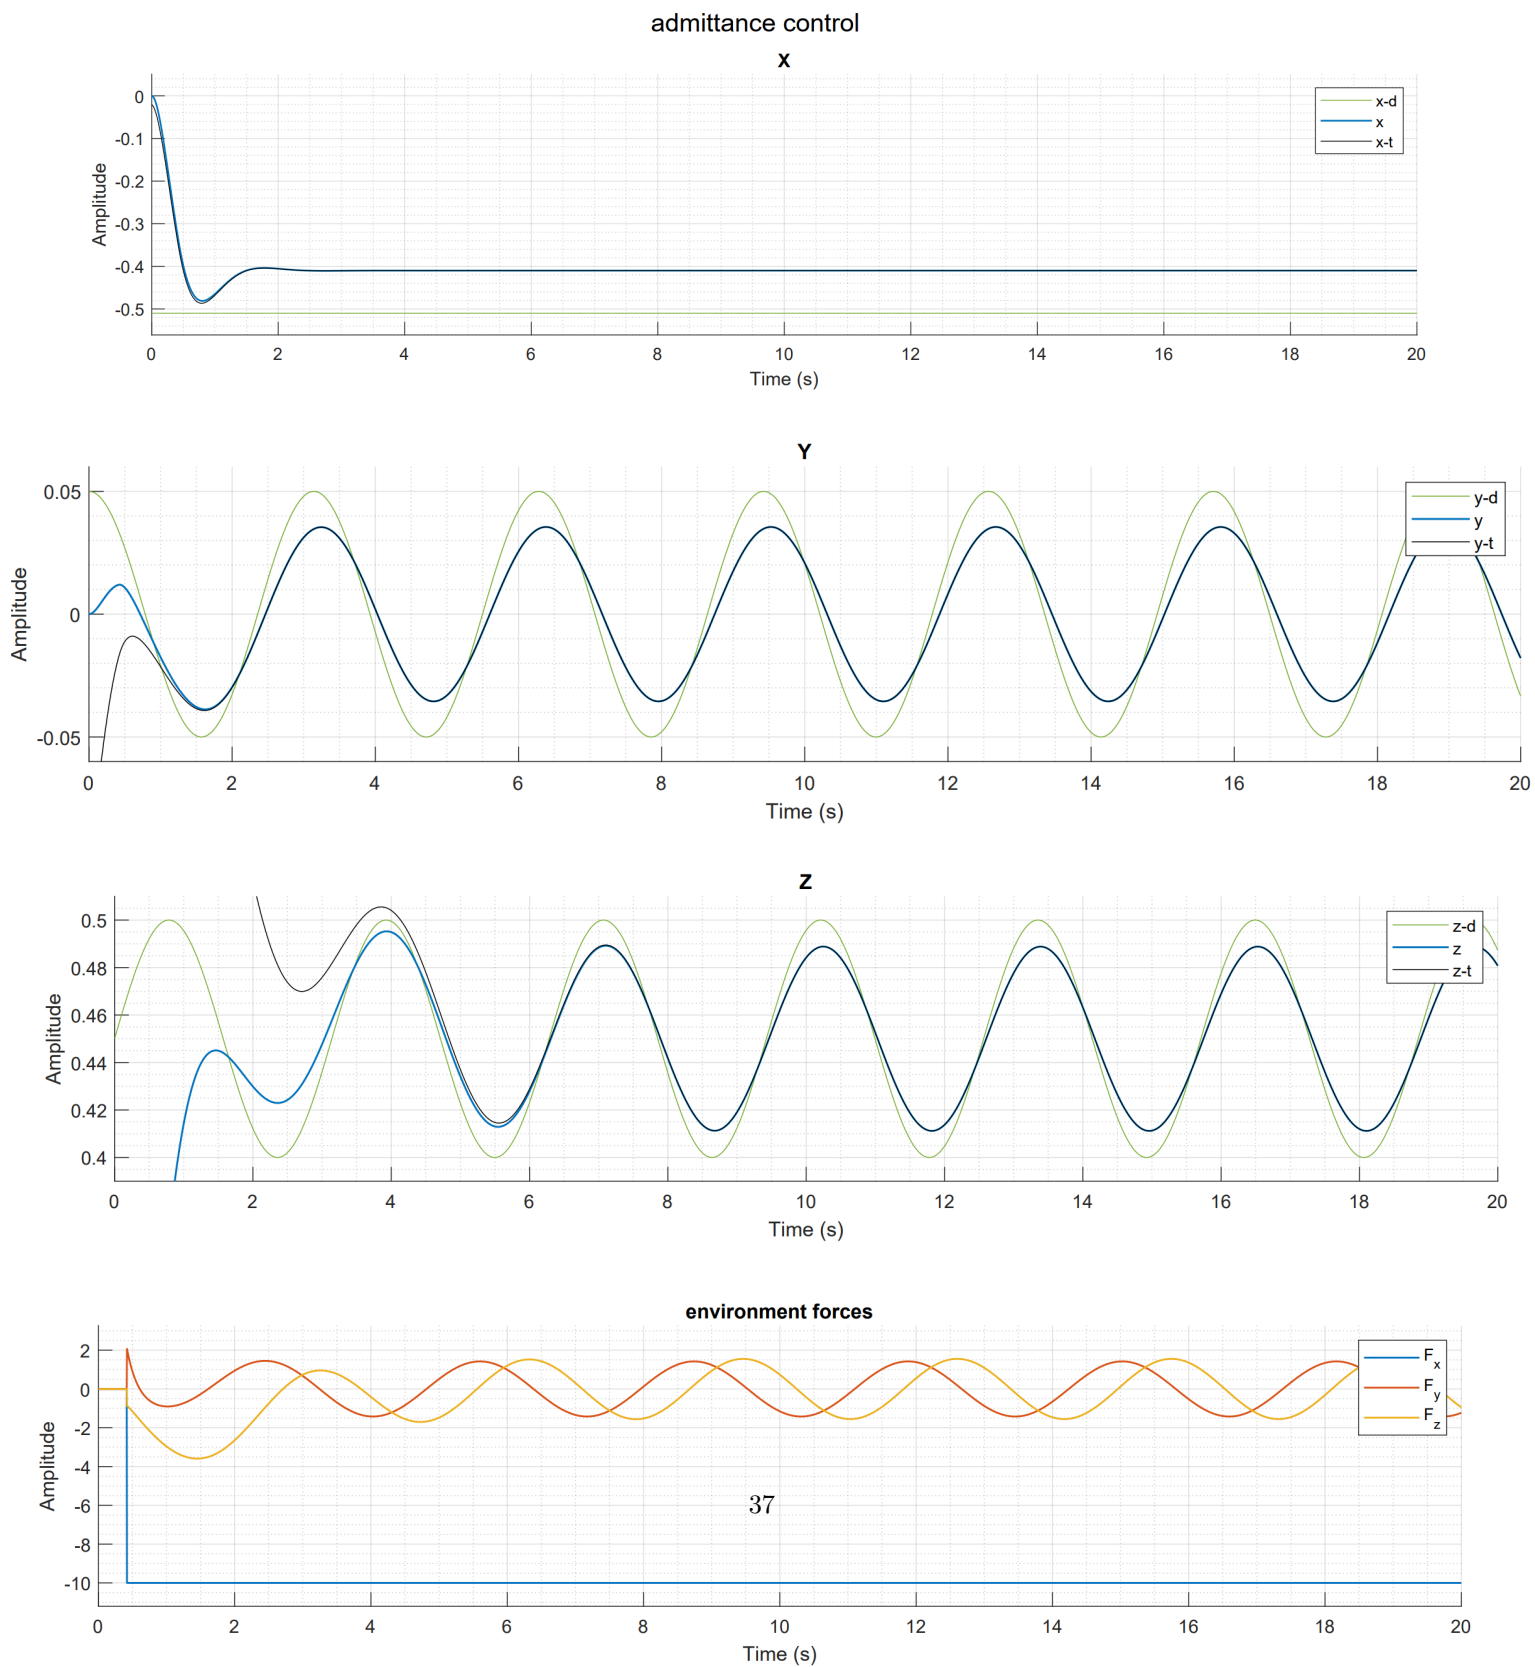 admittance control
X
0
-0.1
-0.2
-0.3
-0.4
-0.5
Amplitude
x-d
x
x-t
0 2 4 6 8 10 12 14 16 18 20
Time (s)
Y
0.05
0
-0.05
Amplitude
y-d
y
y-t
0 2 4 6 8 10 12 14 16 18 20
Time (s)
Z
0.5
0.48
0.46
0.44
0.42
0.4
Amplitude
z-d
z
z-t
0 2 4 6 8 10 12 14 16 18 20
Time (s)
environment forces
2
0
-2
-4
-6
-8
-10
Amplitude
F_x
F_y
F_z
37
0 2 4 6 8 10 12 14 16 18 20
Time (s)